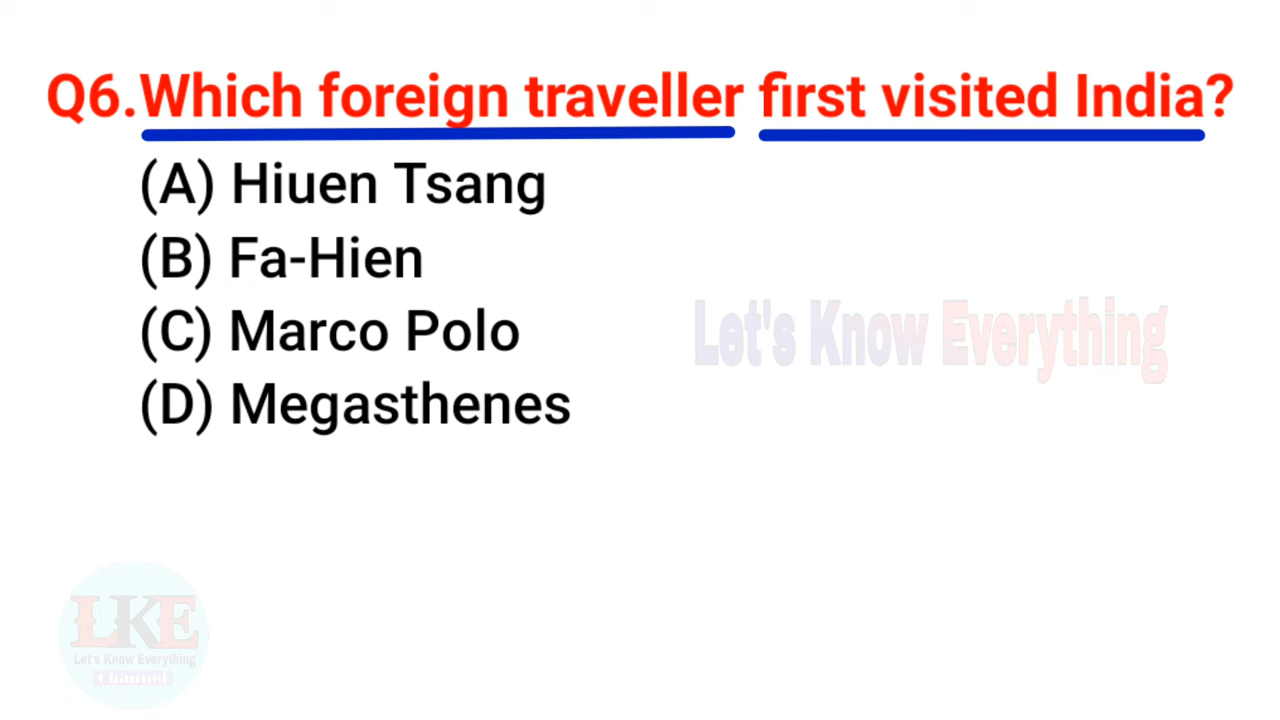 Q6.Which foreign traveller first visited India?
(A) Hiuen Tsang
(B) Fa-Hien
(C) Marco Polo
(D) Megasthenes
Let's Know Everything
LKE
Let's Know Everything
Channel